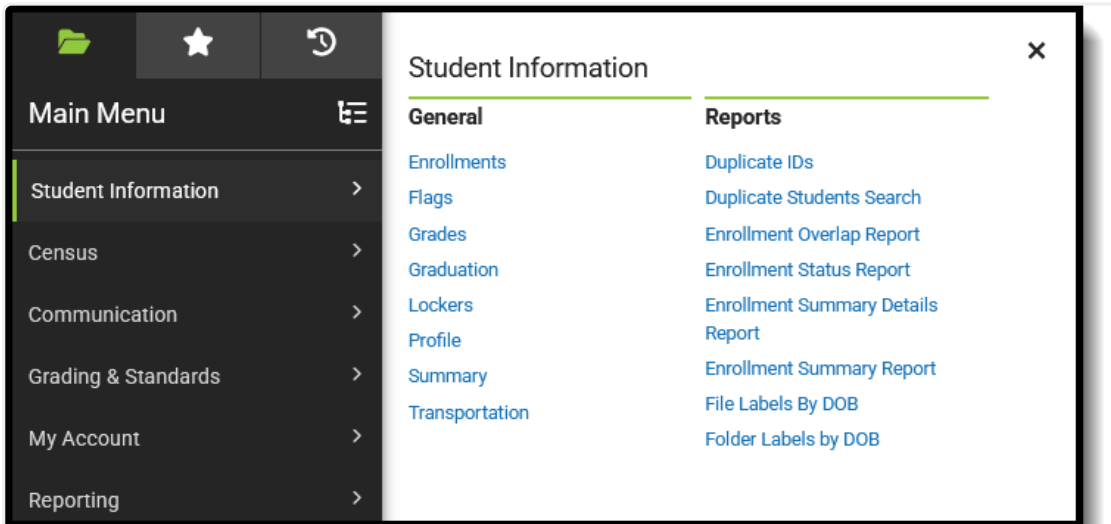 Main Menu
Student Information
Census
Communication
Grading & Standards
My Account
Reporting
Student Information
General
Enrollments
Flags
Grades
Graduation
Lockers
Profile
Summary
Transportation
Reports
Duplicate IDs
Duplicate Students Search
Enrollment Overlap Report
Enrollment Status Report
Enrollment Summary Details
Report
Enrollment Summary Report
File Labels By DOB
Folder Labels by DOB